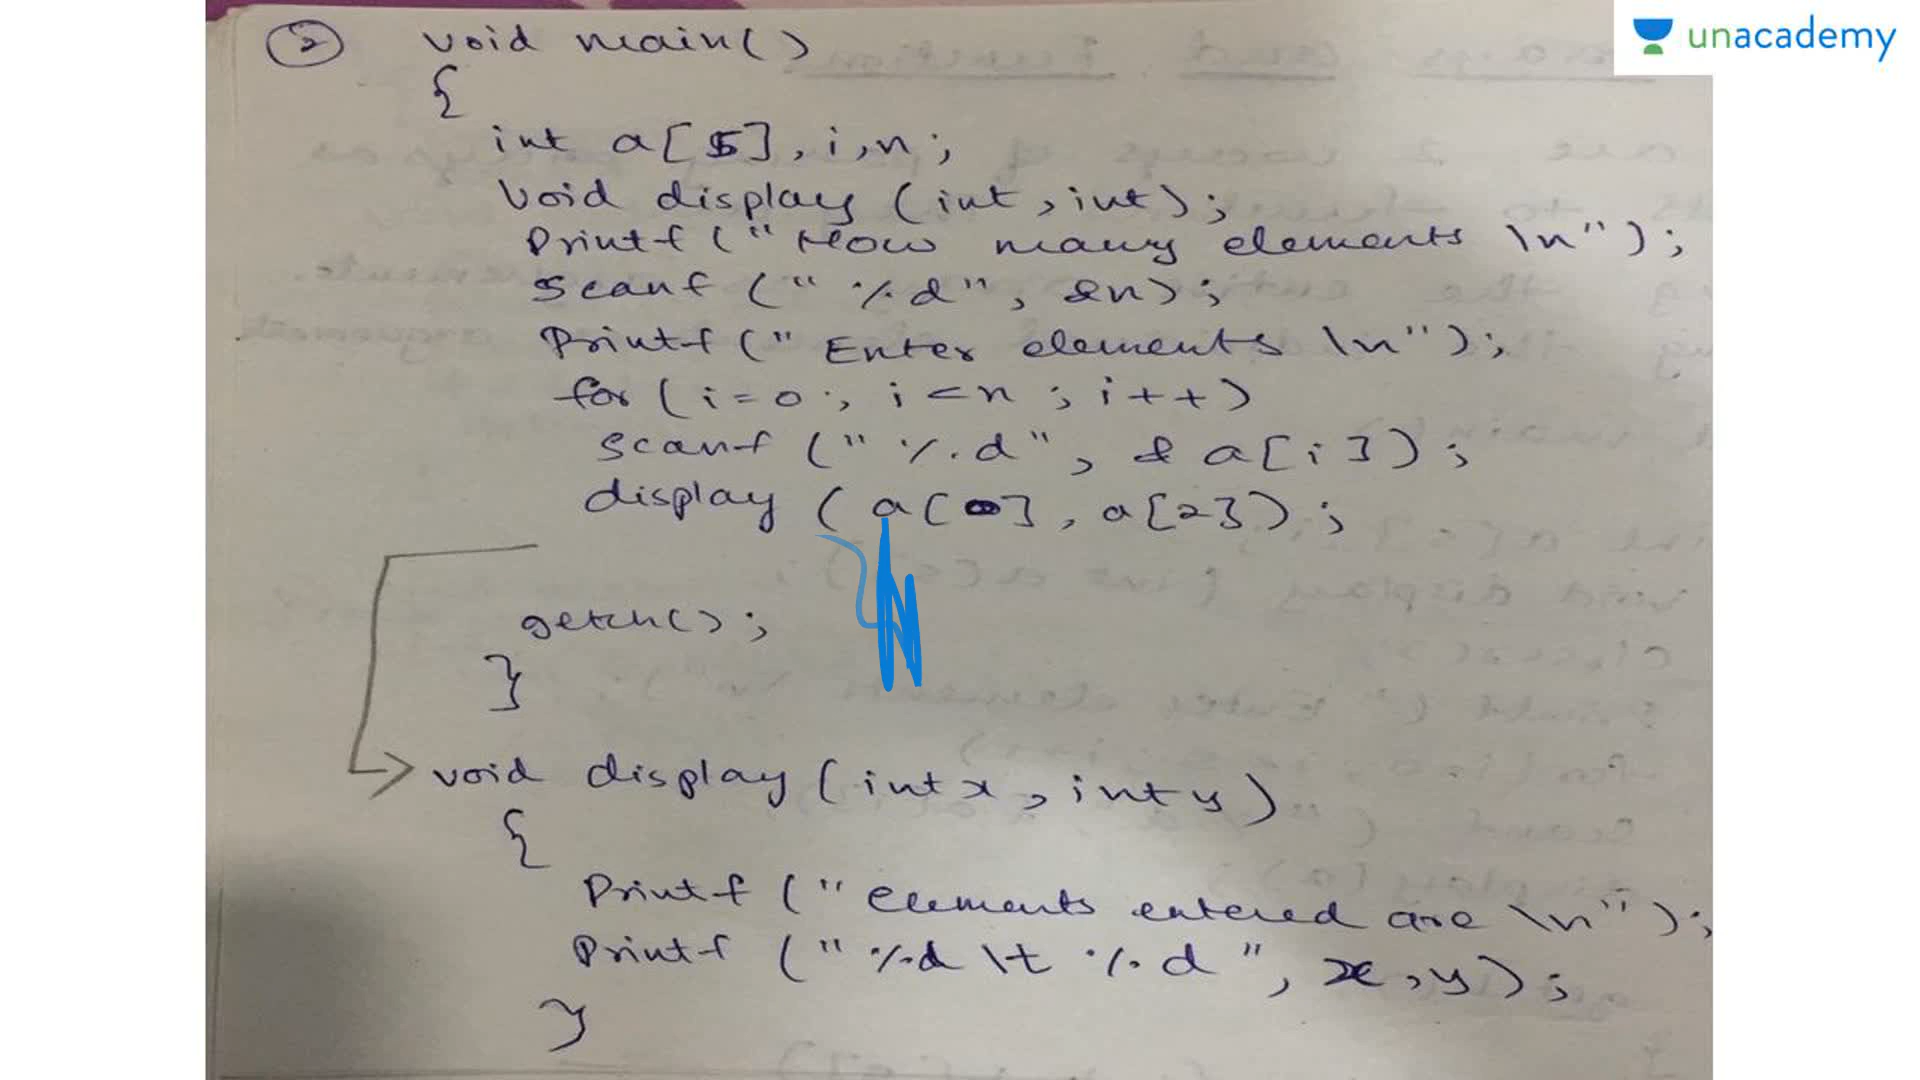 unacademy
2 void main()
{
int a[5], i, n;
void display (int, int);
Printf ("How many elements \n");
Scanf ("%d", &n);
Printf (" Enter elements \n");
for (i=0; i<n; i++)
Scanf ("%d", &a[i]);
display (a[0], a[2]);
getch();
}
void display (int x, int y)
{
Printf ("elements entered are \n");
Printf ("%d \t %d", x, y);
}